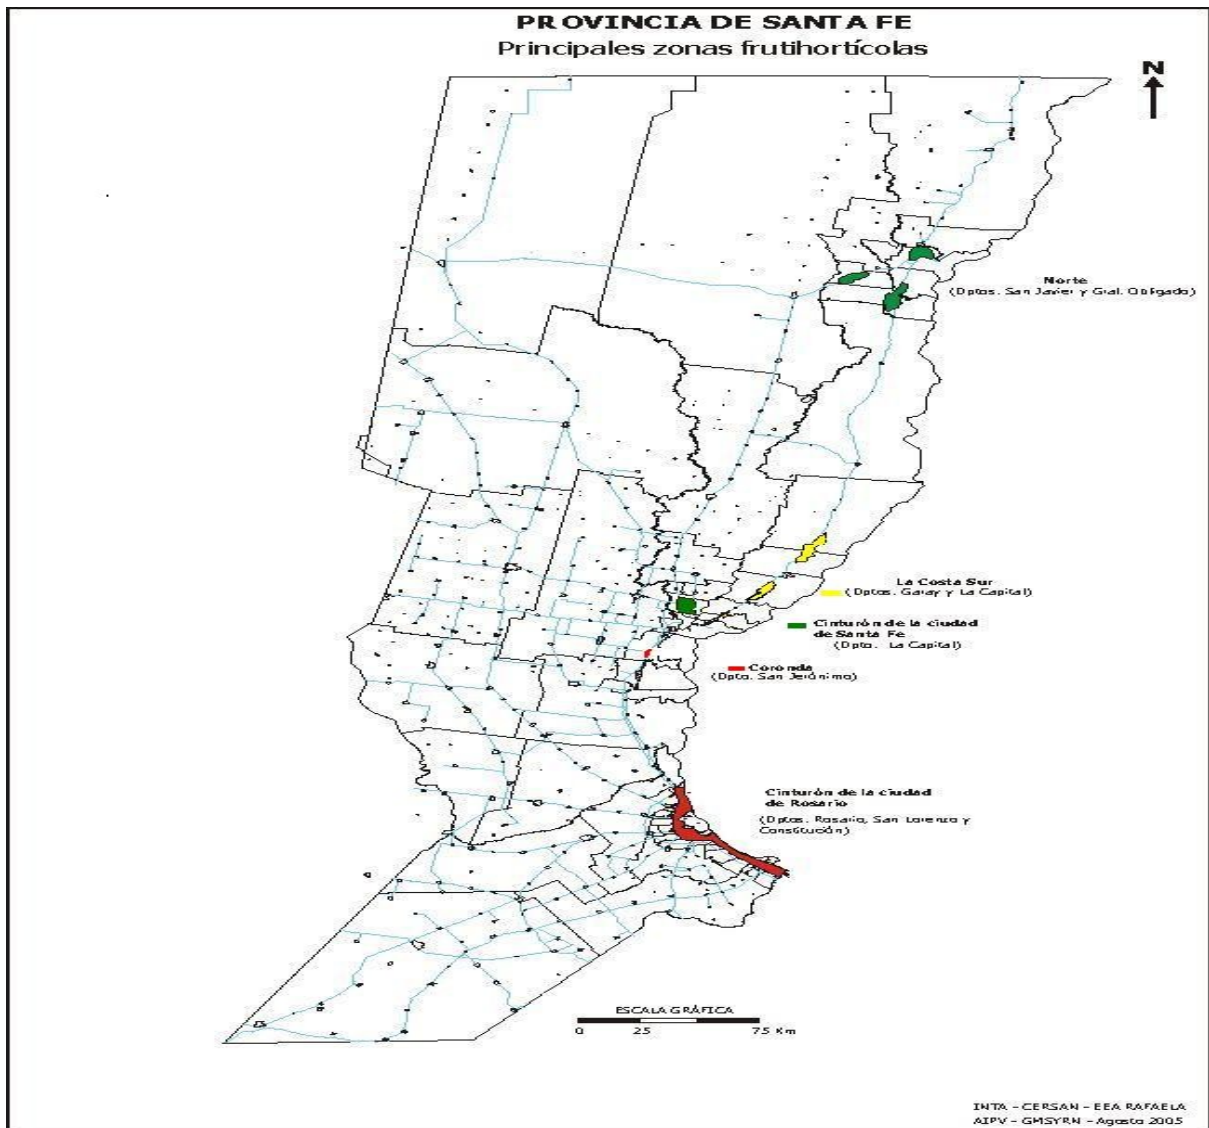 PROVINCIA DE SANTA FE
Principales zonas frutihortícolas
N
Norte
(Dptos. San Javier y Gral. Obligado)
La Costa Sur
(Dptos. Garay y La Capital)
Cinturón de la ciudad
de Santa Fe
(Dpto. La Capital)
Coronda
(Dpto. San Jerónimo)
Cinturón de la ciudad
de Rosario
(Dptos. Rosario, San Lorenzo y
Constitución)
ESCALA GRÁFICA
0 25 75 Km
INTA - CERSAN - EEA RAFAELA
AIPV - GMSYRN - Agosto 2005